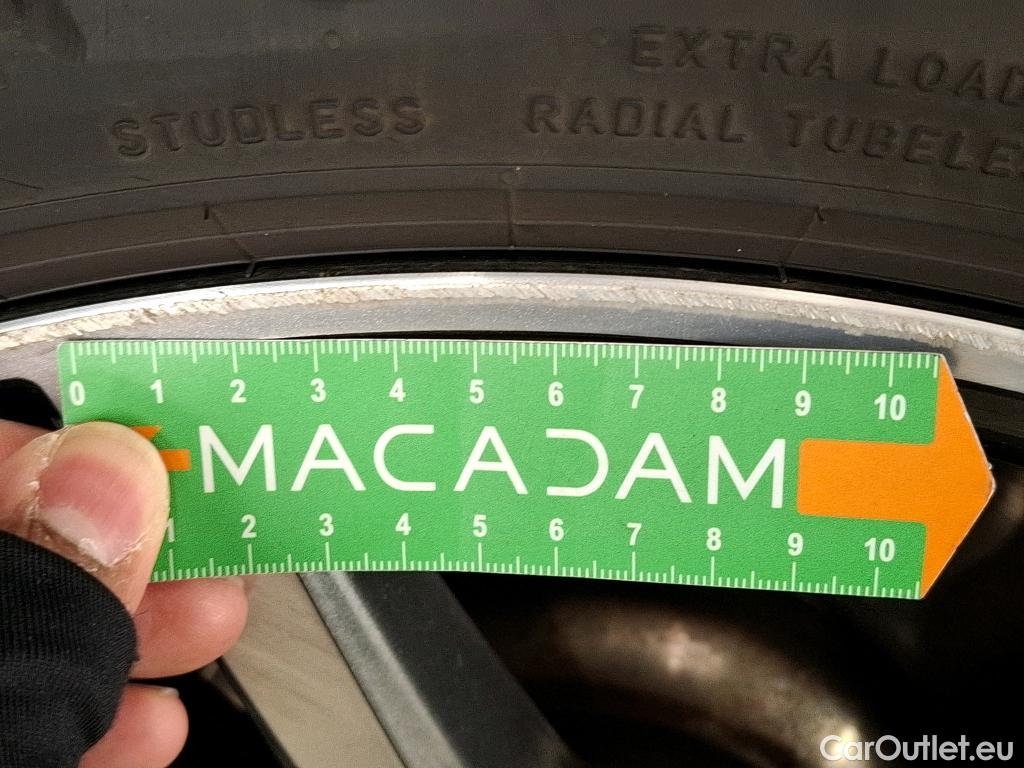 EXTRA LOAD
STUDLESS RADIAL TUBELE
0 1 2 3 4 5 6 7 8 9 10
MACADAM
1 2 3 4 5 6 7 8 9 10
CarOutlet.eu